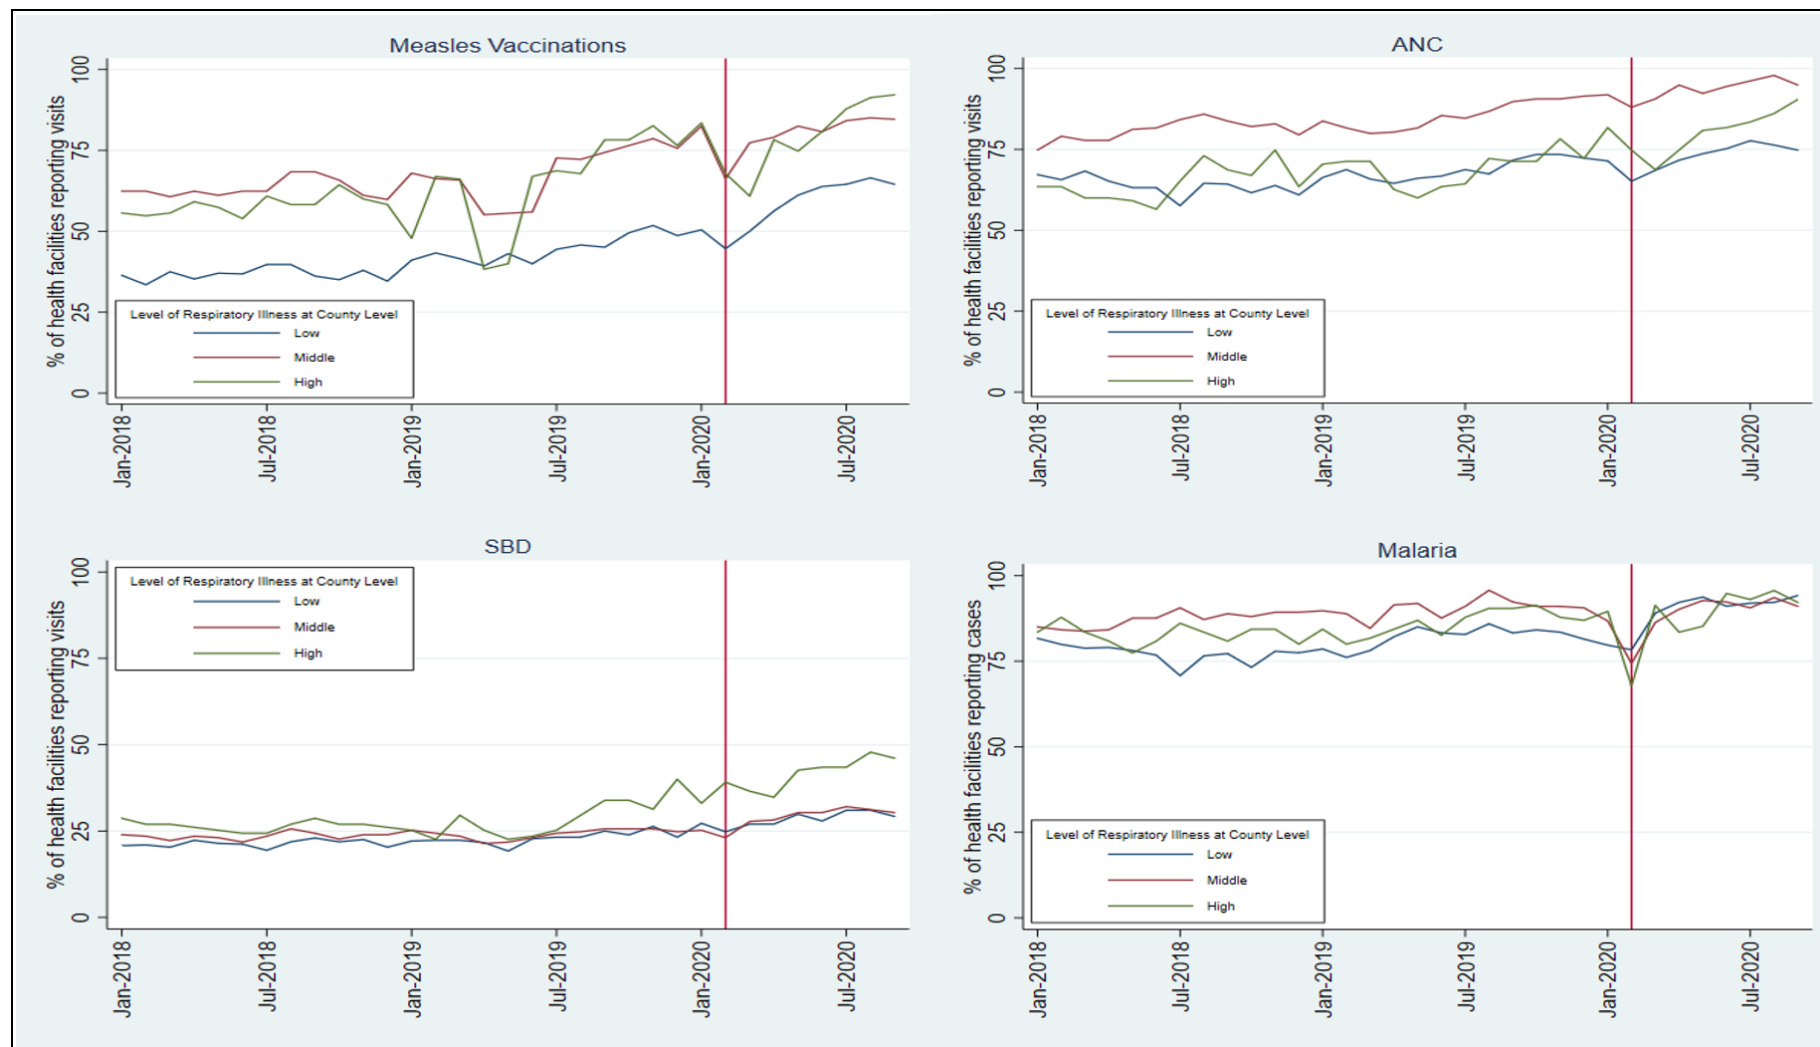 Measles Vaccinations
% of health facilities reporting visits
100
75
50
25
0
Level of Respiratory Illness at County Level
Low
Middle
High
Jan-2018
Jul-2018
Jan-2019
Jul-2019
Jan-2020
Jul-2020
ANC
% of health facilities reporting visits
100
75
50
25
0
Level of Respiratory Illness at County Level
Low
Middle
High
Jan-2018
Jul-2018
Jan-2019
Jul-2019
Jan-2020
Jul-2020
SBD
% of health facilities reporting visits
100
75
50
25
0
Level of Respiratory Illness at County Level
Low
Middle
High
Jan-2018
Jul-2018
Jan-2019
Jul-2019
Jan-2020
Jul-2020
Malaria
% of health facilities reporting cases
100
75
50
25
0
Level of Respiratory Illness at County Level
Low
Middle
High
Jan-2018
Jul-2018
Jan-2019
Jul-2019
Jan-2020
Jul-2020